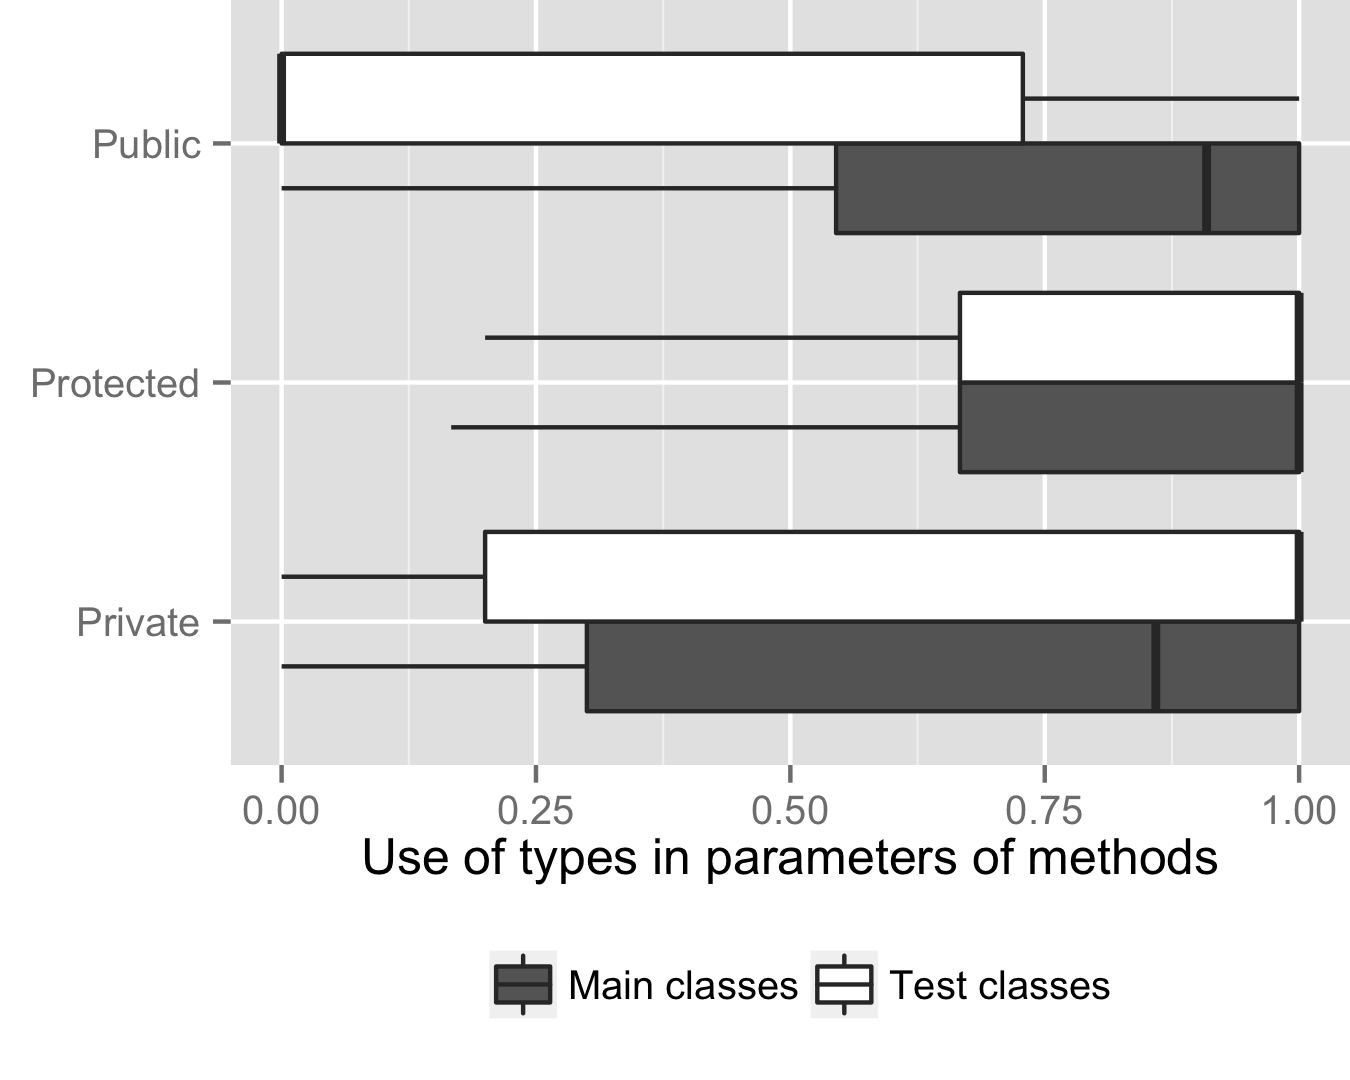 Public
Protected
Private
0.00 0.25 0.50 0.75 1.00
Use of types in parameters of methods
Main classes Test classes